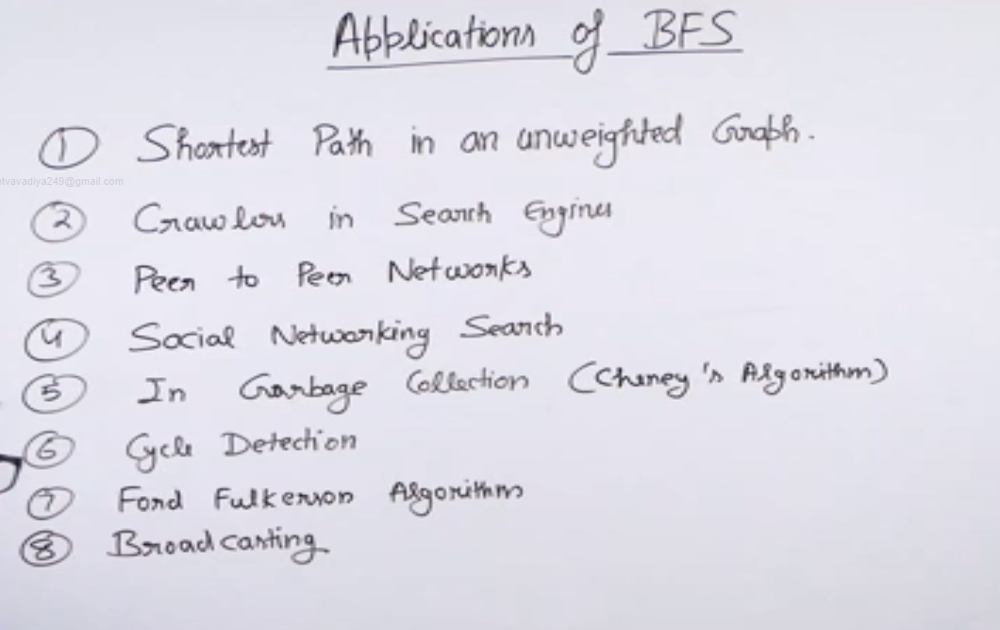 Applications of BFS
① Shortest Path in an unweighted Graph.
tvavadiya249@gmail.com
② Crawlers in Search Engines
③ Peer to Peer Networks
④ Social Networking Search
⑤ In Garbage Collection (Cheney's Algorithm)
⑥ Cycle Detection
⑦ Ford Fulkerson Algorithm
⑧ Broadcasting